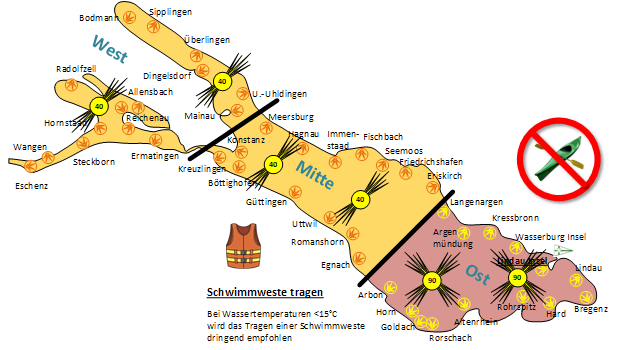 Bodmann
Sipplingen
Überlingen
West
Radolfzell
Dingelsdorf
Allensbach
40
40
U.-Uhldingen
Mainau
Meersburg
Hornstaad
Reichenau
Konstanz
Hagnau
Immen-
staad
Fischbach
Seemoos
Friedrichshafen
Eriskirch
Wangen
Steckborn
Ermatingen
Kreuzlingen
40
Mitte
Eschenz
Böttighofen
Güttingen
40
Langenargen
Kressbronn
Uttwil
Romanshorn
Argen
mündung
Wasserburg Insel
Lindau Insel
Egnach
Ost
Lindau
90
90
Arbon
Rohrspitz
Bregenz
Horn
Hard
Goldach
Altenrhein
Rorschach
Schwimmweste tragen
Bei Wassertemperaturen <15°C
wird das Tragen einer Schwimmweste
dringend empfohlen